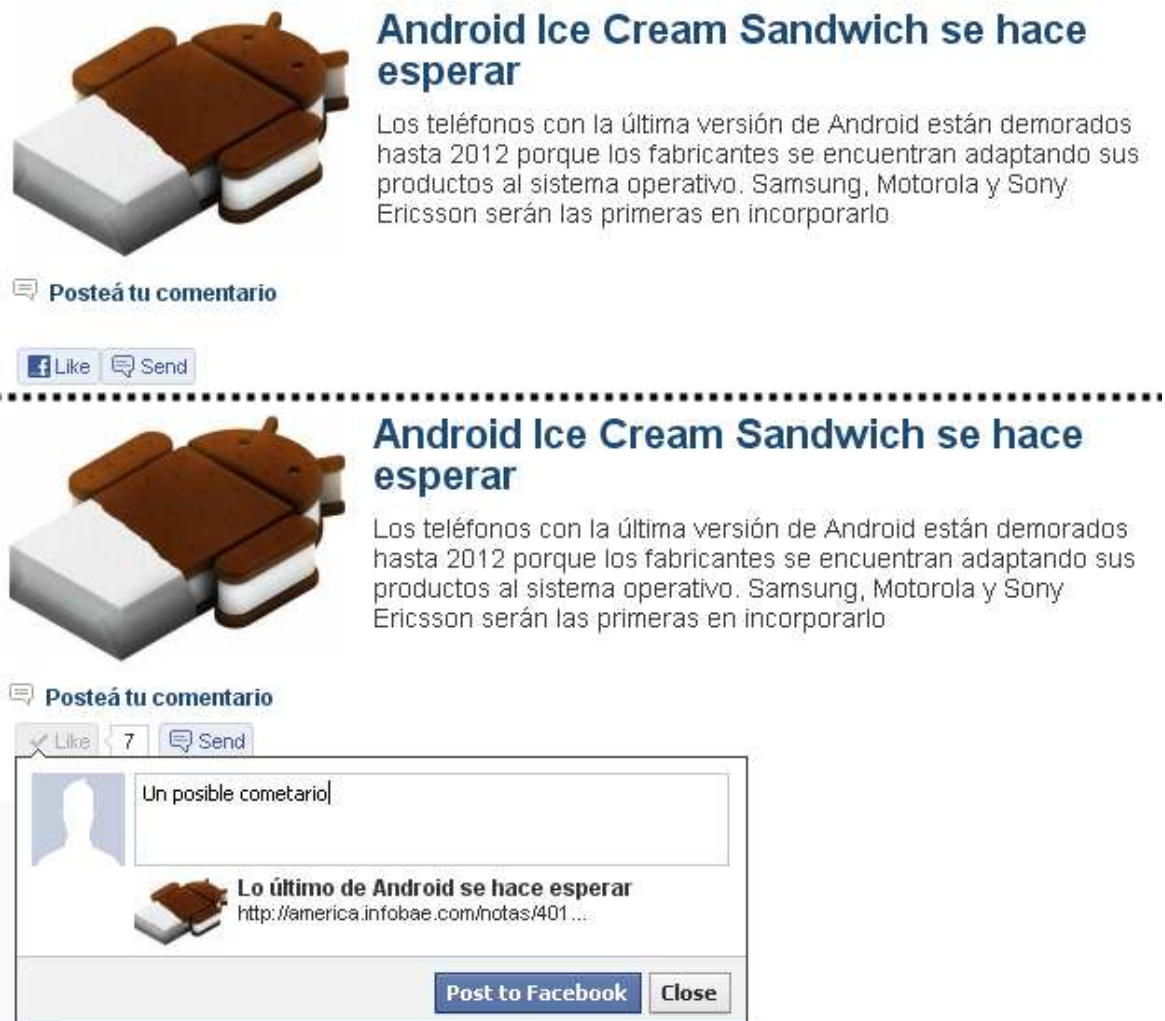 Android Ice Cream Sandwich se hace
esperar
Los teléfonos con la última versión de Android están demorados
hasta 2012 porque los fabricantes se encuentran adaptando sus
productos al sistema operativo. Samsung, Motorola y Sony
Ericsson serán las primeras en incorporarlo
Posteá tu comentario
Like Send
Android Ice Cream Sandwich se hace
esperar
Los teléfonos con la última versión de Android están demorados
hasta 2012 porque los fabricantes se encuentran adaptando sus
productos al sistema operativo. Samsung, Motorola y Sony
Ericsson serán las primeras en incorporarlo
Posteá tu comentario
Like 7 Send
Un posible cometario
Lo último de Android se hace esperar
http://america.infobae.com/notas/401...
Post to Facebook Close